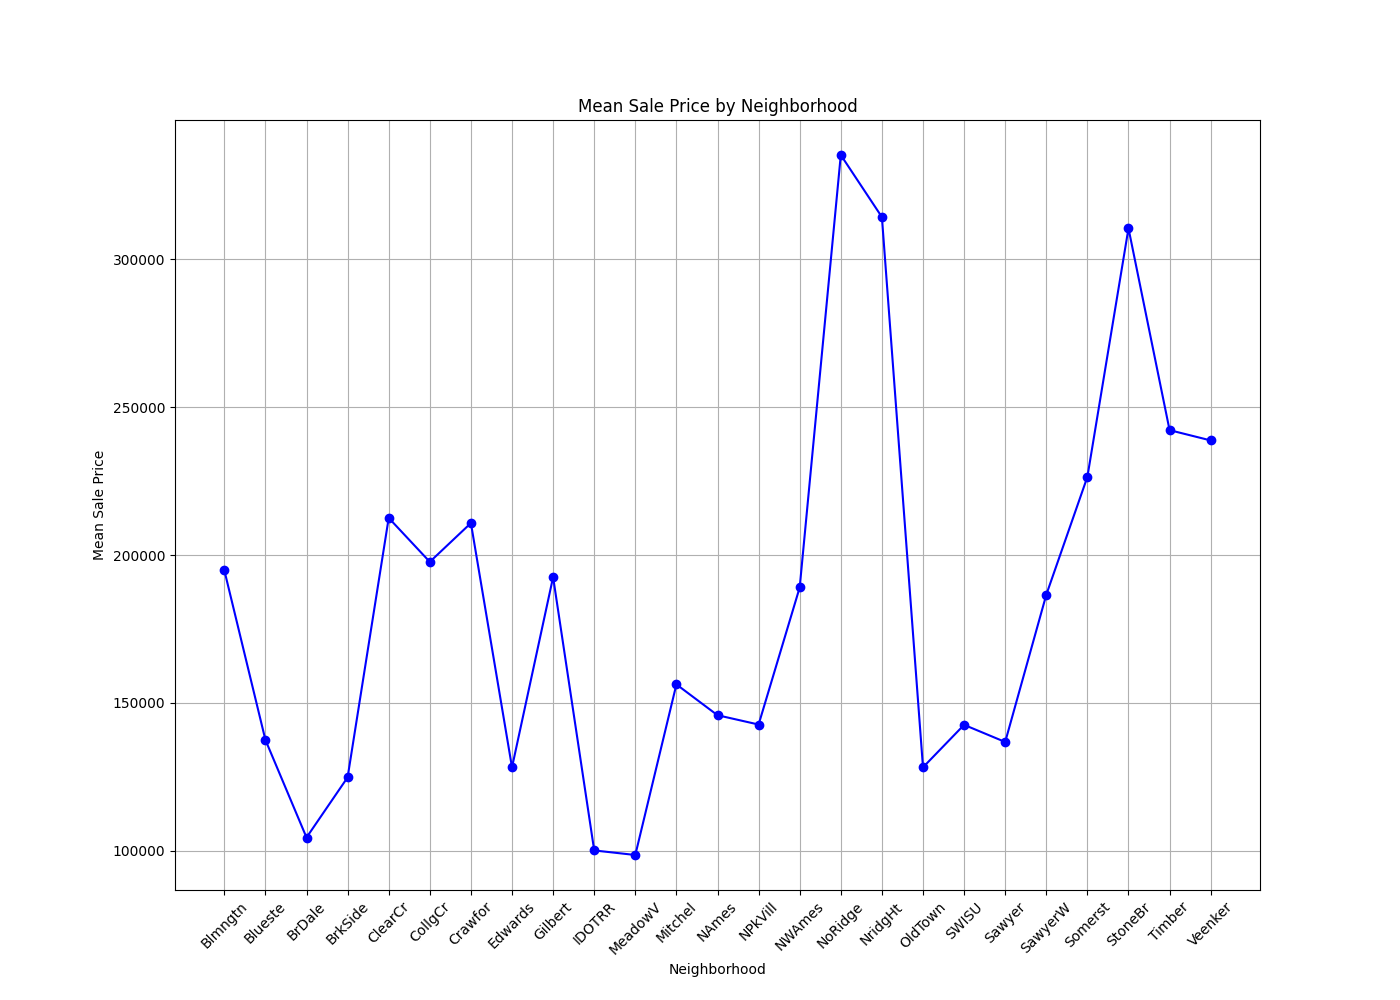 Mean Sale Price by Neighborhood
Mean Sale Price
300000
250000
200000
150000
100000
Blmngtn
Blueste
BrDale
BrkSide
ClearCr
CollgCr
Crawfor
Edwards
Gilbert
IDOTRR
MeadowV
Mitchel
NAmes
NPkVill
NWAmes
NoRidge
NridgHt
OldTown
SWISU
Sawyer
SawyerW
Somerst
StoneBr
Timber
Veenker
Neighborhood